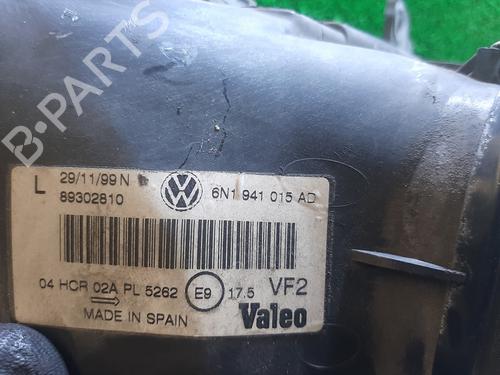 B-PARTS
L 29/11/99 N
89302810
6N1 941 015 AD
04 HCR 02A PL 5262 E9 17.5 VF2
MADE IN SPAIN
Valeo